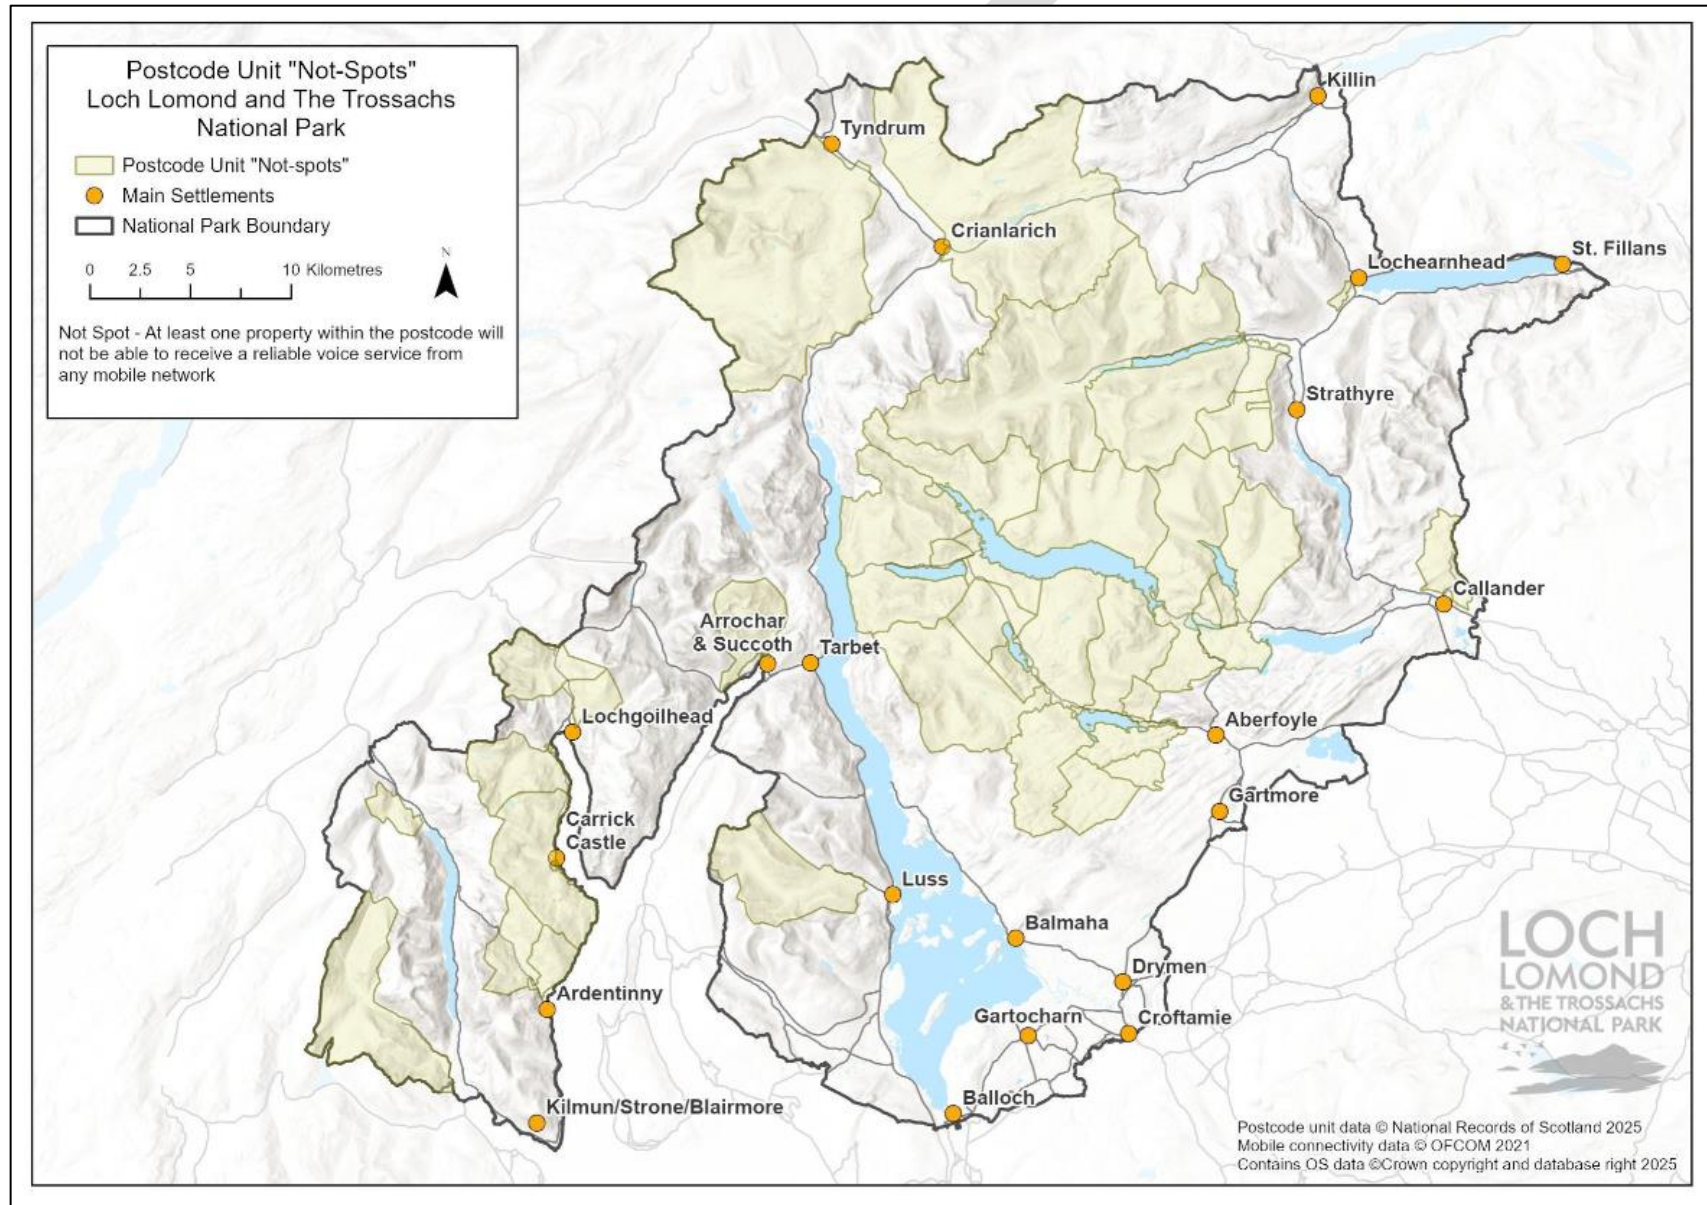 Postcode Unit "Not-Spots"
Loch Lomond and The Trossachs
National Park
Postcode Unit "Not-spots"
Main Settlements
National Park Boundary
N
0 2.5 5 10 Kilometres
Not Spot - At least one property within the postcode will
not be able to receive a reliable voice service from
any mobile network
Killin
Tyndrum
Crianlarich
St. Fillans
Lochearnhead
Strathyre
Callander
Arrochar
& Succoth
Tarbet
Lochgoilhead
Aberfoyle
Gartmore
Carrick
Castle
Luss
Balmaha
Drymen
Ardentinny
Gartocharn
Croftamie
Balloch
Kilmun/Strone/Blairmore
LOCH
LOMOND
& THE TROSSACHS
NATIONAL PARK
Postcode unit data © National Records of Scotland 2025
Mobile connectivity data © OFCOM 2021
Contains OS data ©Crown copyright and database right 2025